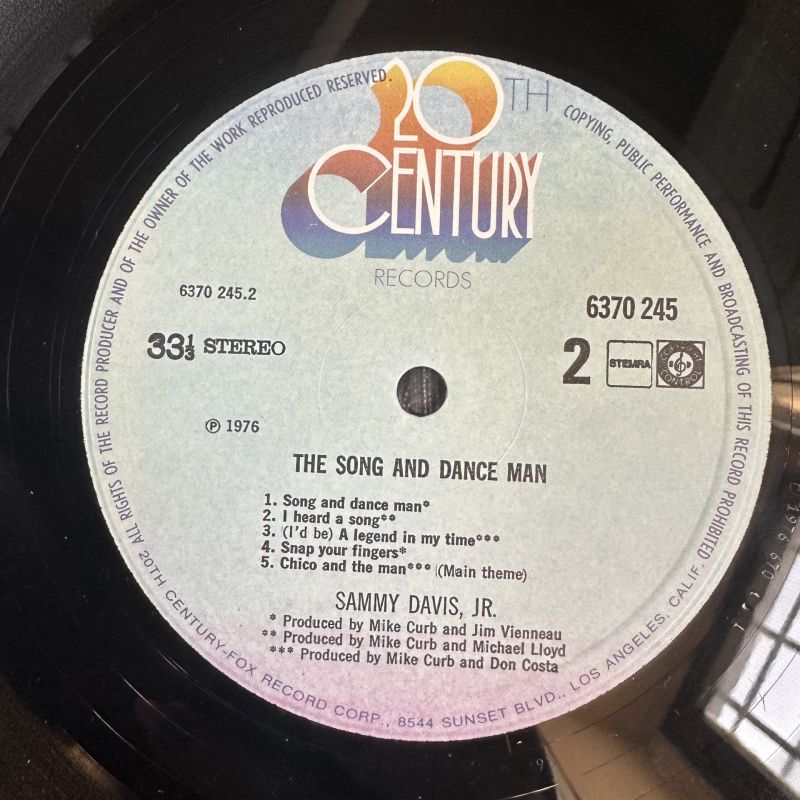 20TH
CENTURY
RECORDS
6370 245.2
6370 245
33⅓ STEREO
2
STEMRA
CONTROL
℗ 1976
THE SONG AND DANCE MAN
1. Song and dance man*
2. I heard a song**
3. (I'd be) A legend in my time***
4. Snap your fingers*
5. Chico and the man*** (Main theme)
SAMMY DAVIS, JR.
* Produced by Mike Curb and Jim Vienneau
** Produced by Mike Curb and Michael Lloyd
*** Produced by Mike Curb and Don Costa
ALL RIGHTS OF THE RECORD PRODUCER AND OF THE OWNER OF THE WORK REPRODUCED RESERVED.
COPYING, PUBLIC PERFORMANCE AND BROADCASTING OF THIS RECORD PROHIBITED
20TH CENTURY-FOX RECORD CORP., 8544 SUNSET BLVD., LOS ANGELES, CALIF.
1976 670